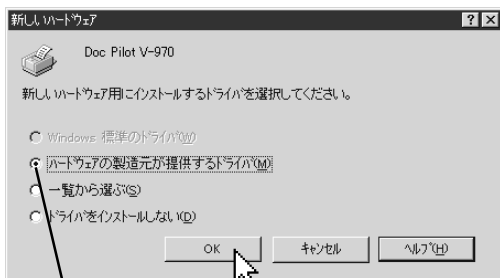 新しいﾊｰﾄﾞｳｪｱ
Doc Pilot V-970
新しいﾊｰﾄﾞｳｪｱ用にｲﾝｽﾄｰﾙするﾄﾞﾗｲﾊﾞを選択してください。
Windows 標準のﾄﾞﾗｲﾊﾞ(W)
ﾊｰﾄﾞｳｪｱの製造元が提供するﾄﾞﾗｲﾊﾞ(M)
一覧から選ぶ(S)
ﾄﾞﾗｲﾊﾞをｲﾝｽﾄｰﾙしない(D)
OK ｷｬﾝｾﾙ ﾍﾙﾌﾟ(H)